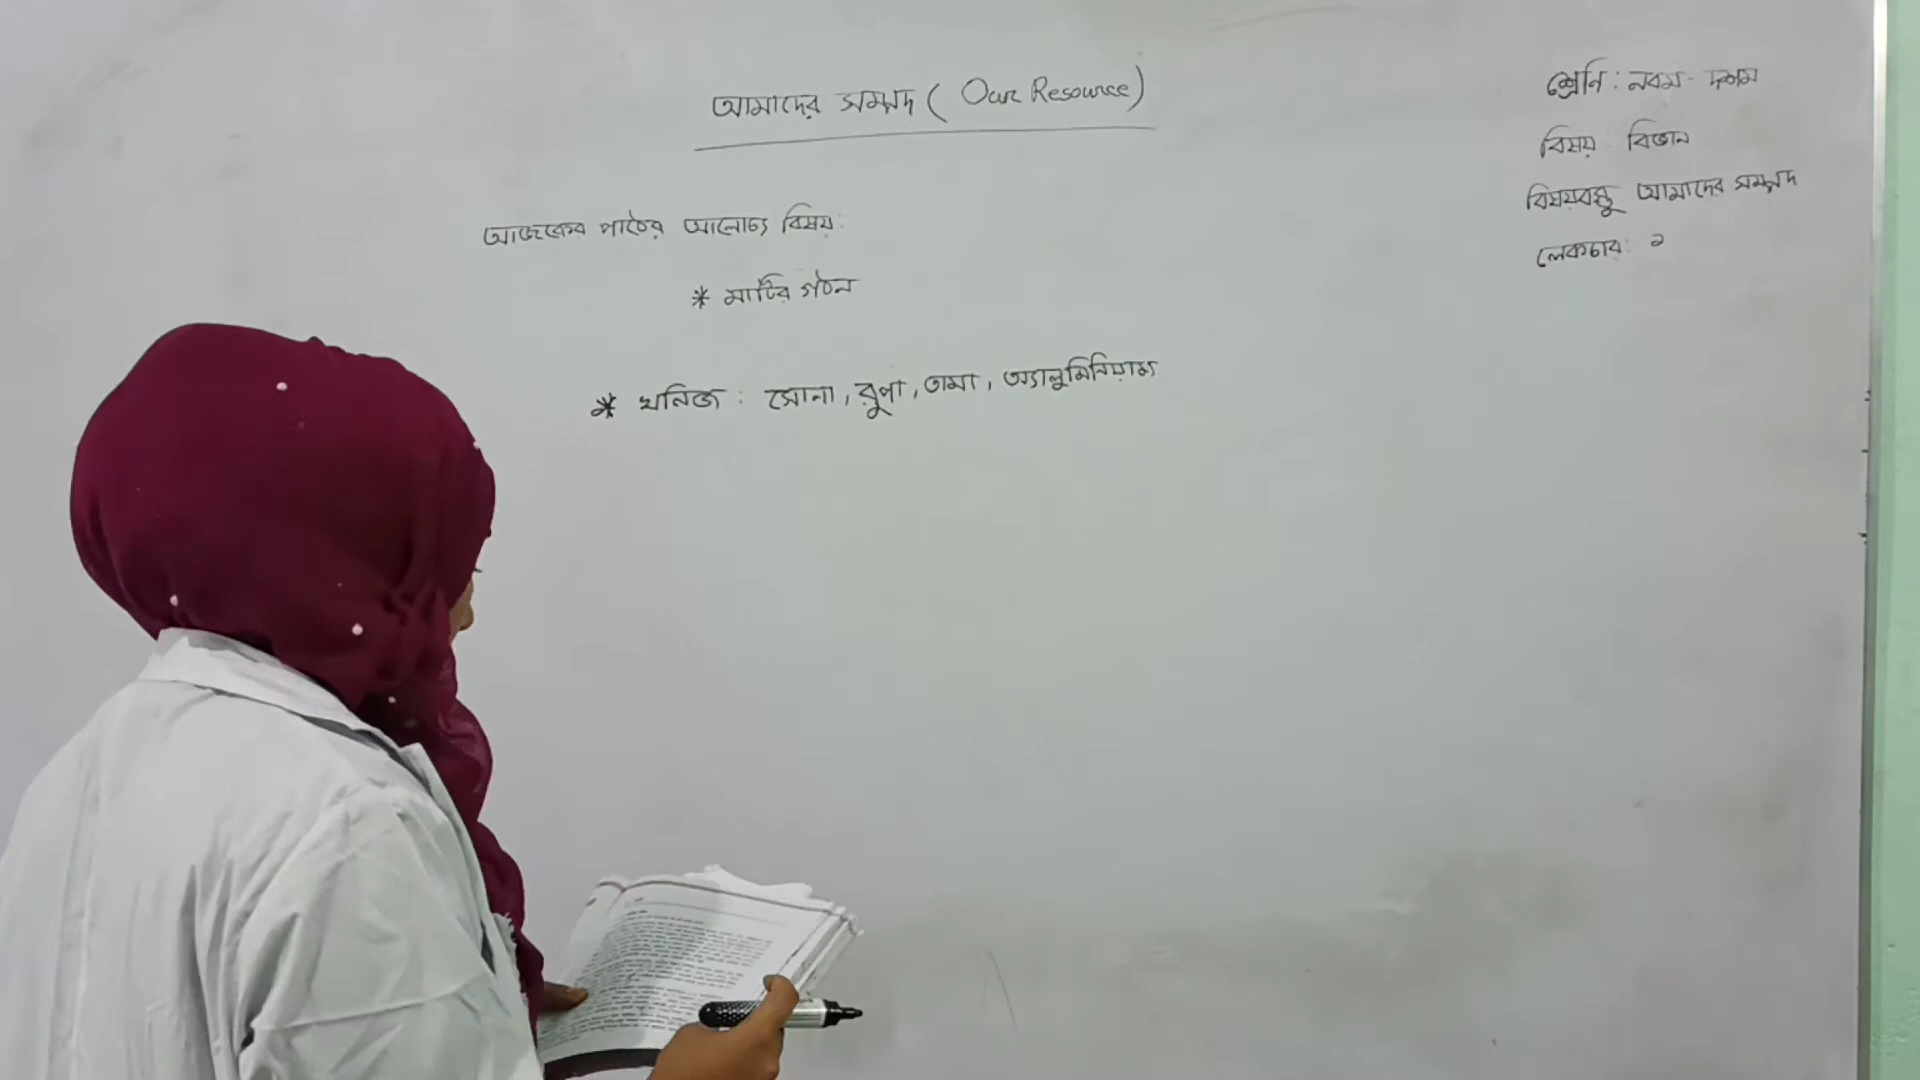 আমাদের সম্পদ ( Our Resource)
আজকের পাঠের আলোচ্য বিষয়:
* মাটির গঠন
* খনিজ : সোনা, রুপা, তামা, অ্যালুমিনিয়াম
শ্রেণি : নবম - দশম
বিষয় : বিজ্ঞান
বিষয়বস্তু আমাদের সম্পদ
লেকচার: ১